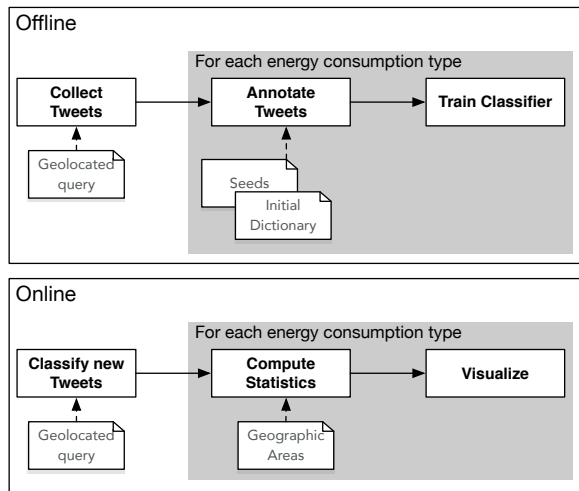 Offline
For each energy consumption type
Collect
Tweets
Annotate
Tweets
Train Classifier
Geolocated
query
Seeds
Initial
Dictionary
Online
For each energy consumption type
Classify new
Tweets
Compute
Statistics
Visualize
Geolocated
query
Geographic
Areas